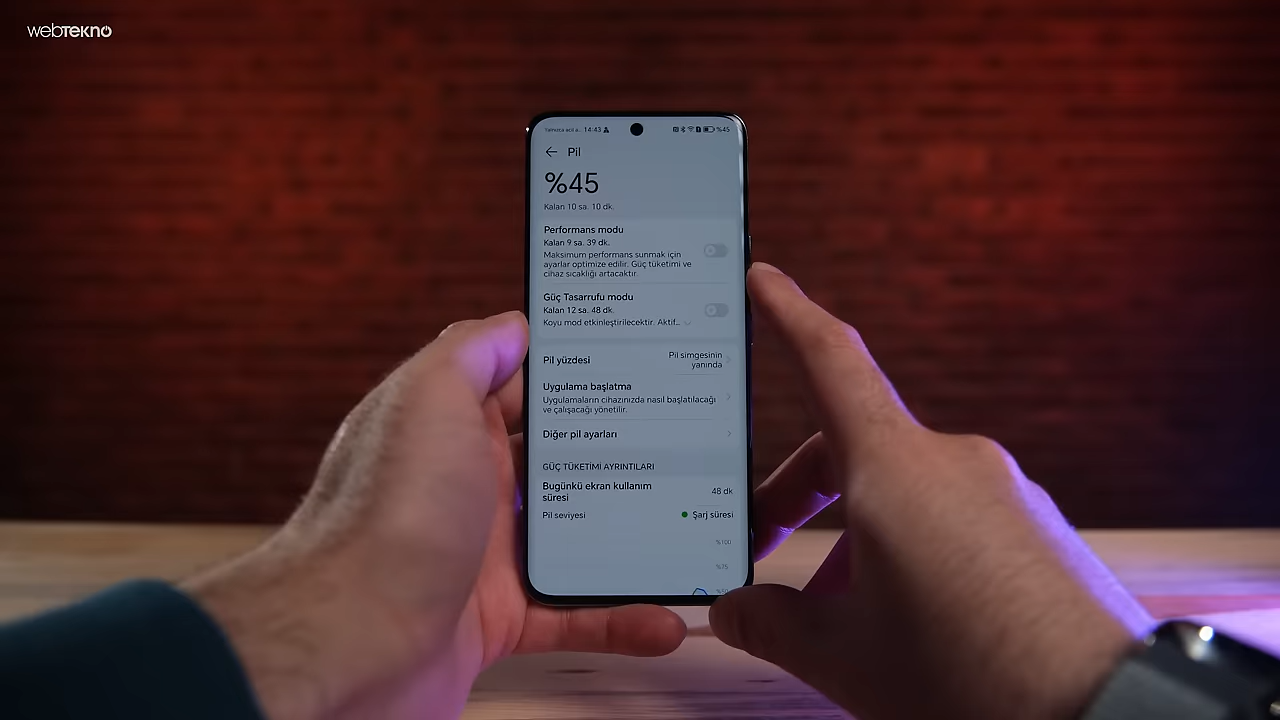 webtekno
14:43
%45
Pil
%45
Kalan 10 sa. 10 dk.
Performans modu
Kalan 9 sa. 39 dk.
Maksimum performans sunmak için
ayarlar optimize edilir. Güç tüketimi ve
cihaz sıcaklığı artacaktır.
Güç Tasarrufu modu
Kalan 12 sa. 48 dk.
Koyu mod etkinleştirilecektir. Aktif...
Pil yüzdesi
Pil simgesinin
yanında
Uygulama başlatma
Uygulamaların cihazınızda nasıl başlatılacağı
ve çalışacağı yönetilir.
Diğer pil ayarları
GÜÇ TÜKETİMİ AYRINTILARI
Bugünkü ekran kullanım
süresi
48 dk
Pil seviyesi
Şarj süresi
%100
%75